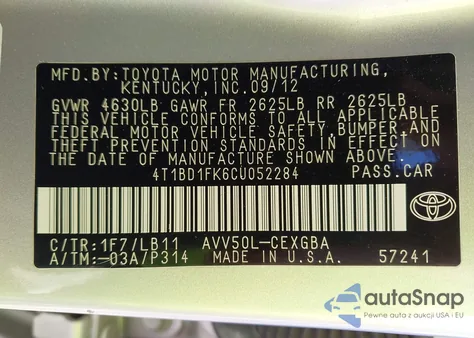 MFD. BY: TOYOTA MOTOR MANUFACTURING,
KENTUCKY, INC. 09/12
GVWR 4630LB GAWR FR 2625LB RR 2625LB
THIS VEHICLE CONFORMS TO ALL APPLICABLE
FEDERAL MOTOR VEHICLE SAFETY, BUMPER AND
THEFT PREVENTION STANDARDS IN EFFECT ON
THE DATE OF MANUFACTURE SHOWN ABOVE.
4T1BD1FK6CU052284 PASS. CAR
C/TR: 1F7/LB11 AVV50L-CEXGBA
A/TM: -03A/P314 MADE IN U.S.A. 57241
autoSnap
Pewne auta z aukcji USA i EU